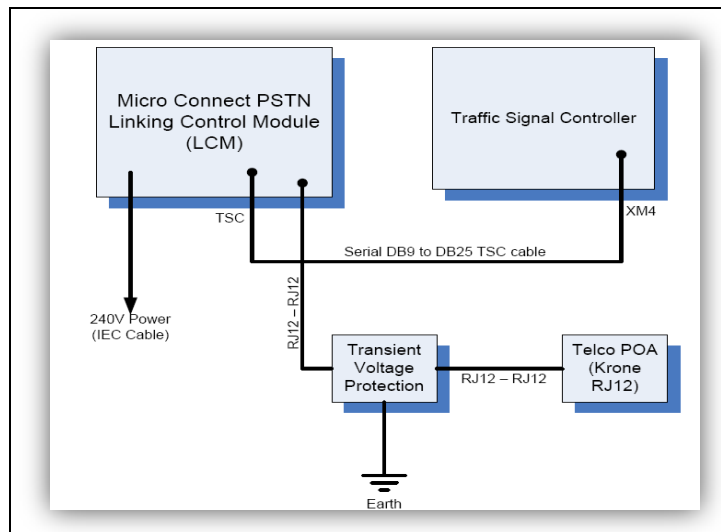 Micro Connect PSTN
Linking Control Module
(LCM)
Traffic Signal Controller
TSC
XM4
Serial DB9 to DB25 TSC cable
240V Power
(IEC Cable)
RJ12 – RJ12
Transient
Voltage
Protection
RJ12 – RJ12
Telco POA
(Krone
RJ12)
Earth